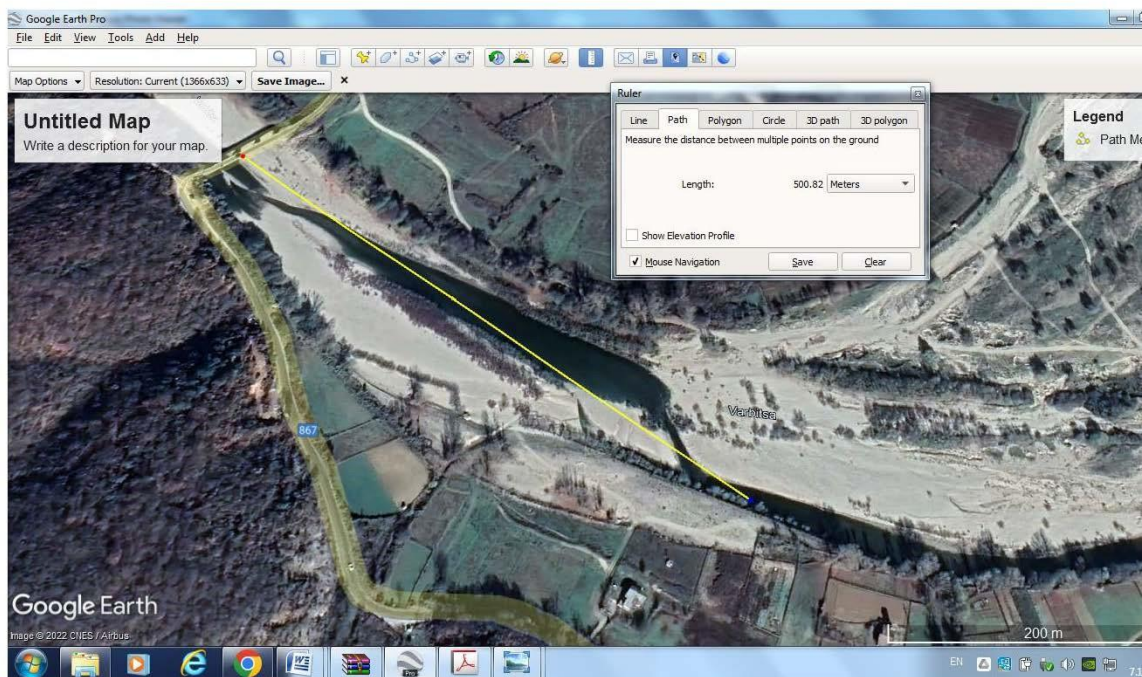 Google Earth Pro
File Edit View Tools Add Help
Map Options Resolution: Current (1366x633) Save Image...
Untitled Map
Write a description for your map.
Ruler
Line Path Polygon Circle 3D path 3D polygon
Measure the distance between multiple points on the ground
Length: 500.82 Meters
Show Elevation Profile
Mouse Navigation Save Clear
Legend
Path Me
Varbitsa
867
Google Earth
Image © 2022 CNES / Airbus
200 m
Pro
EN